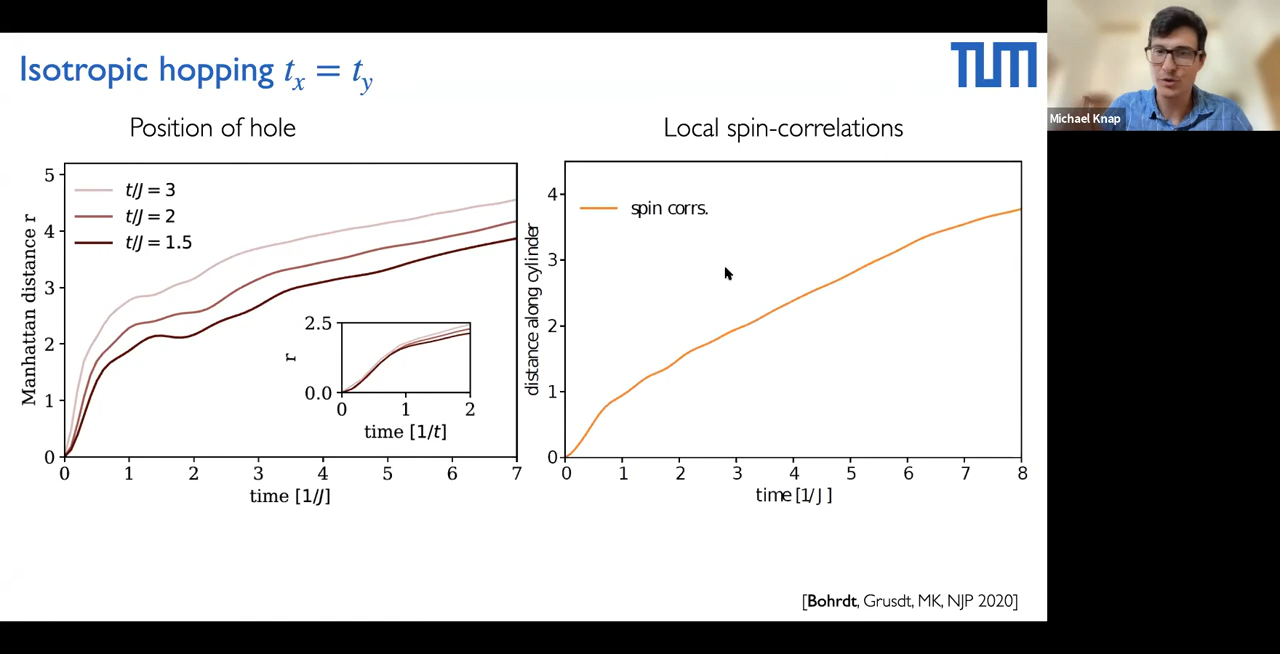 Isotropic hopping tₓ = t_y
TUM
Michael Knap
Position of hole
Local spin-correlations
5
4
3
2
1
0
Manhattan distance r
t/J = 3
t/J = 2
t/J = 1.5
2.5
0.0
r
0 1 2
time [1/t]
0 1 2 3 4 5 6 7
time [1/J]
4
3
2
1
0
distance along cylinder
spin corrs.
0 1 2 3 4 5 6 7 8
time [1/J]
[Bohrdt, Grusdt, MK, NJP 2020]